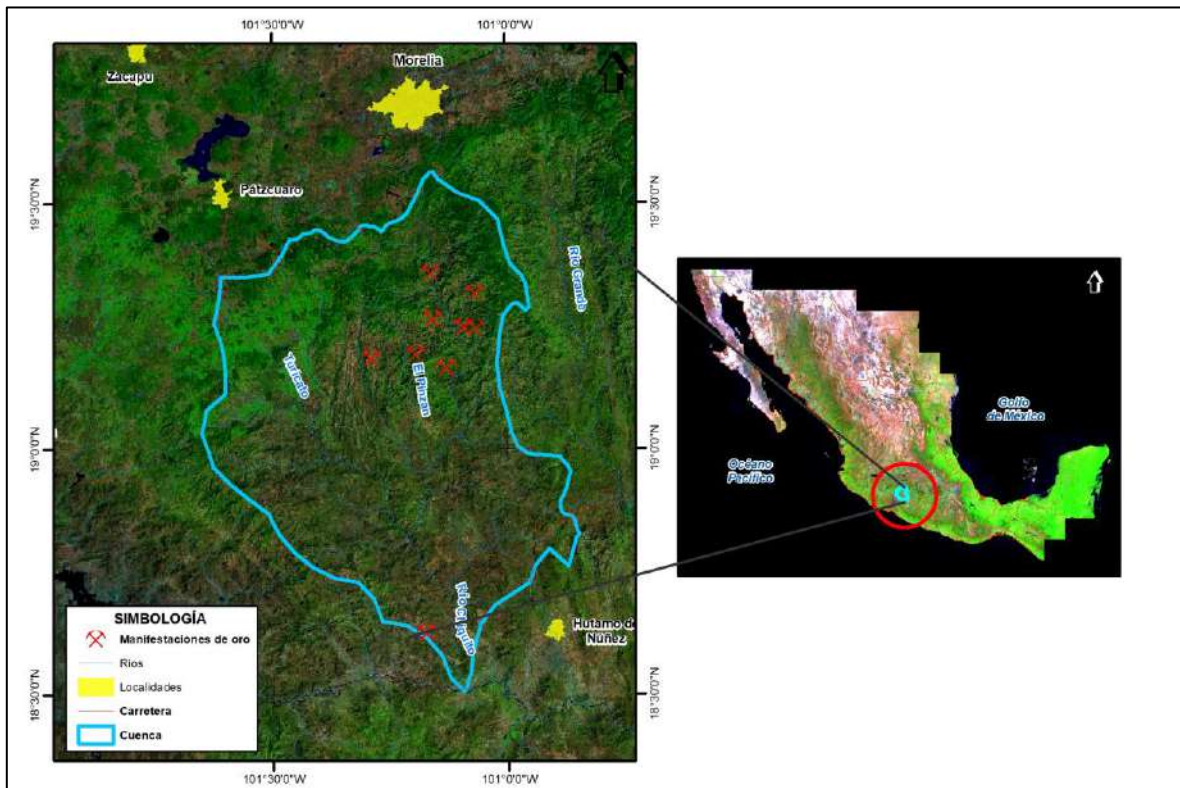 101°30'0"W
101°0'0"W
Zacapu
Morelia
Pátzcuaro
19°30'0"N
19°30'0"N
Río Grande
Turicato
El Pinzan
19°0'0"N
19°0'0"N
Océano
Pacífico
Golfo
de México
Hutamo de
Nuñez
18°30'0"N
18°30'0"N
SIMBOLOGÍA
Manifestaciones de oro
Ríos
Localidades
Carretera
Cuenca
101°30'0"W
101°0'0"W